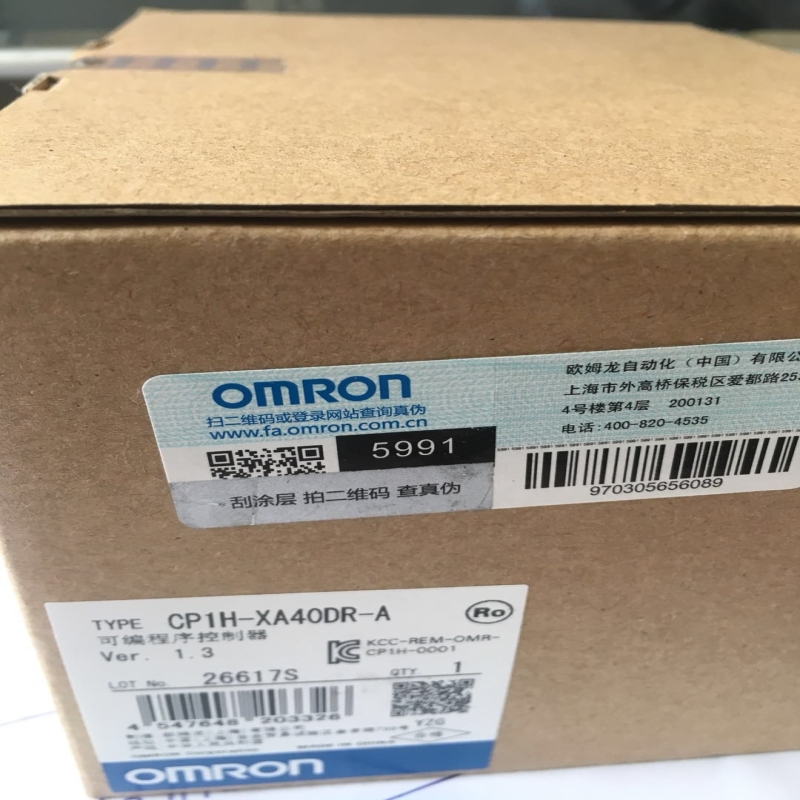 OMRON
扫二维码或登录网站查询真伪
www.fa.omron.com.cn
5991
刮涂层 拍二维码 查真伪
欧姆龙自动化（中国）有限公
上海市外高桥保税区爱都路25
4号楼第4层 200131
电话:400-820-4535
970305656089
TYPE CP1H-XA40DR-A
可编程序控制器
Ver. 1.3
Ro
KCC-REM-OMR-
CP1H-0001
LOT No. 26617S
QTY 1
4 547648 203326
YZG
合格
OMRON